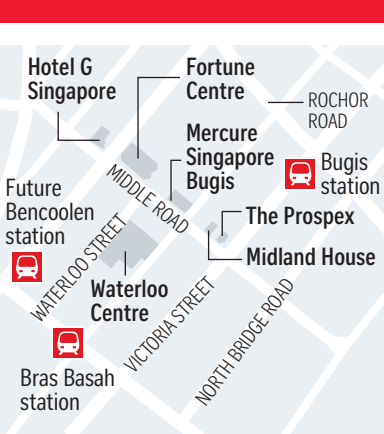 Hotel G
Singapore
Fortune
Centre
ROCHOR
ROAD
Mercure
Singapore
Bugis
Bugis
station
MIDDLE ROAD
Future
Bencoolen
station
The Prospex
Midland House
WATERLOO STREET
Waterloo
Centre
VICTORIA STREET
NORTH BRIDGE ROAD
Bras Basah
station